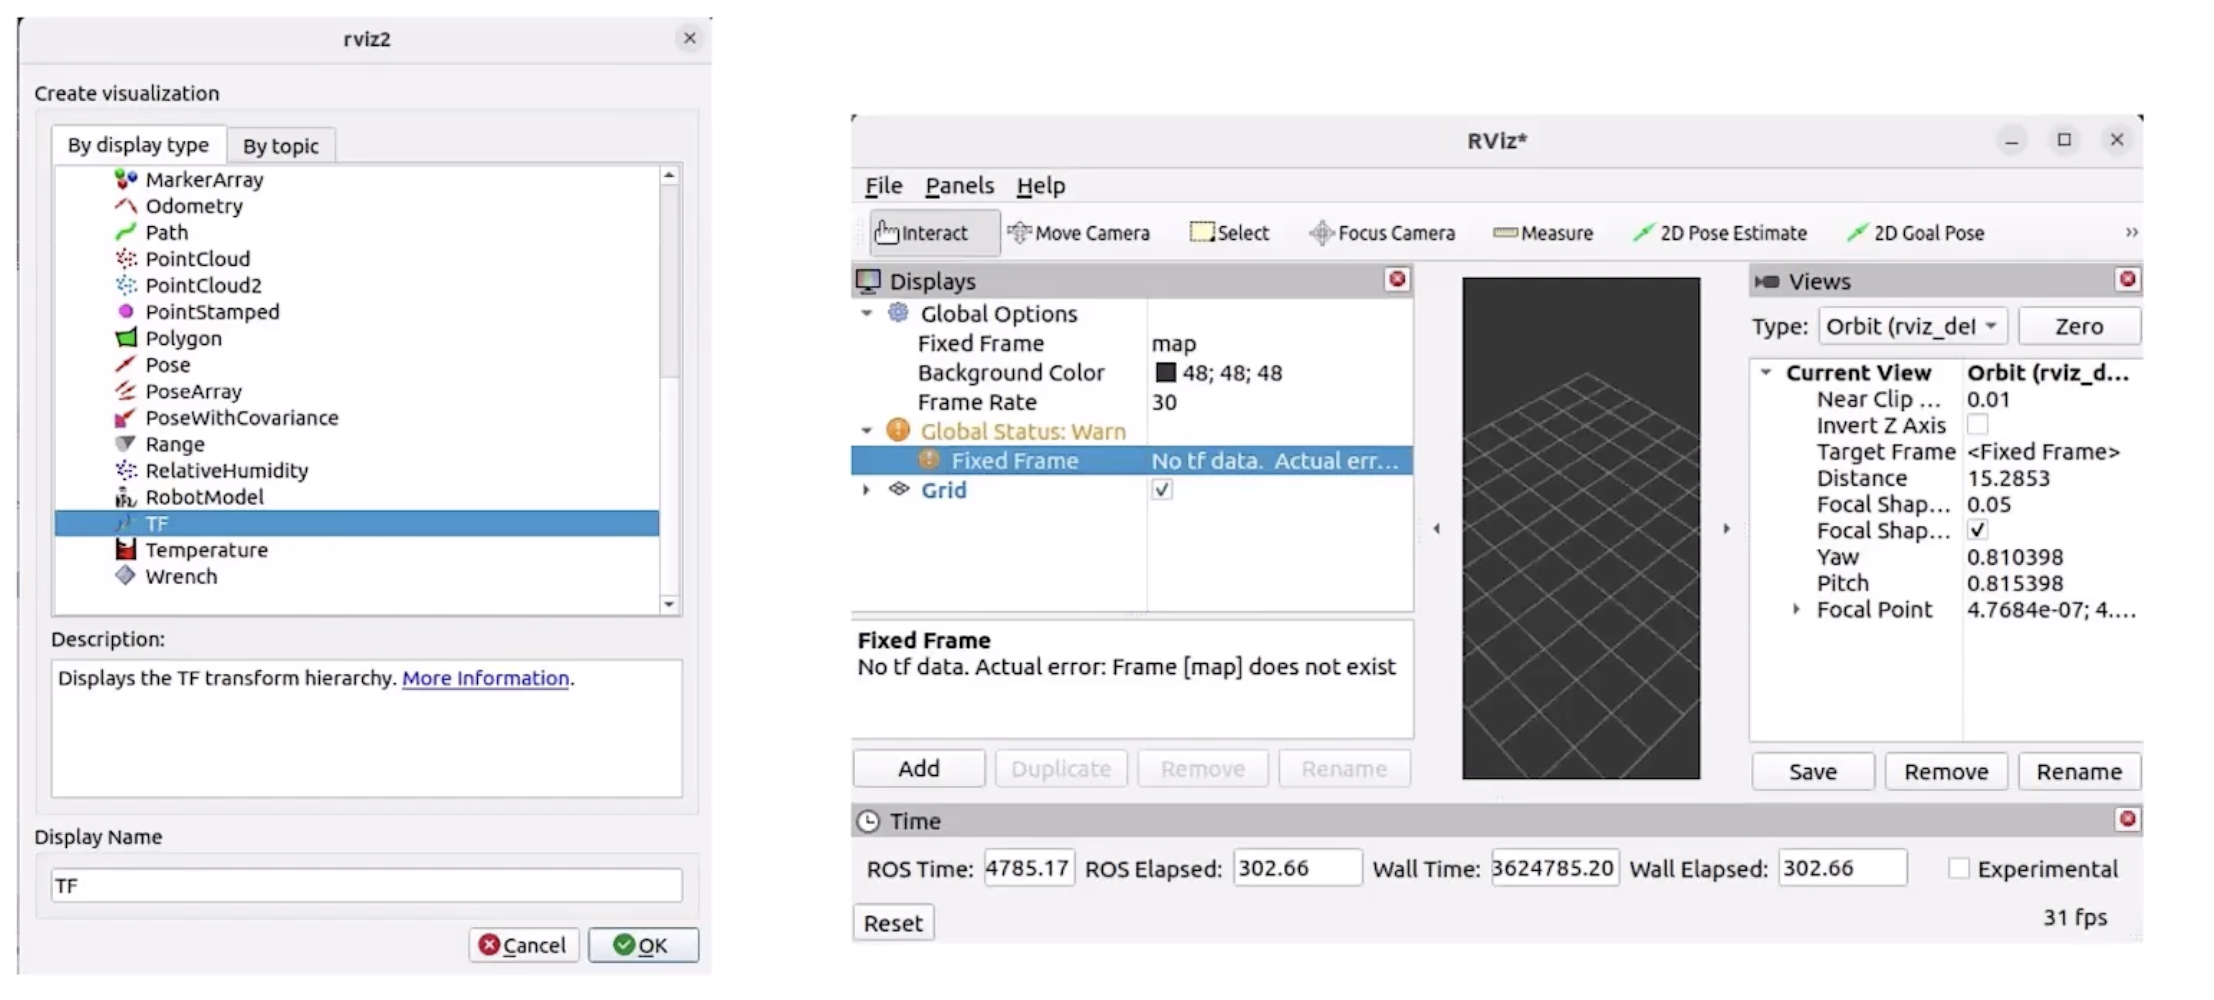 rviz2
Create visualization
By display type By topic
MarkerArray
Odometry
Path
PointCloud
PointCloud2
PointStamped
Polygon
Pose
PoseArray
PoseWithCovariance
Range
RelativeHumidity
RobotModel
TF
Temperature
Wrench
Description:
Displays the TF transform hierarchy. More Information.
Display Name
TF
Cancel OK
RViz*
File Panels Help
Interact Move Camera Select Focus Camera Measure 2D Pose Estimate 2D Goal Pose »
Displays
Global Options
Fixed Frame map
Background Color 48; 48; 48
Frame Rate 30
Global Status: Warn
Fixed Frame No tf data. Actual err...
Grid
Fixed Frame
No tf data. Actual error: Frame [map] does not exist
Add Duplicate Remove Rename
Views
Type: Orbit (rviz_del Zero
Current View Orbit (rviz_d...
Near Clip ... 0.01
Invert Z Axis
Target Frame <Fixed Frame>
Distance 15.2853
Focal Shap... 0.05
Focal Shap...
Yaw 0.810398
Pitch 0.815398
Focal Point 4.7684e-07; 4....
Save Remove Rename
Time
ROS Time: 4785.17 ROS Elapsed: 302.66 Wall Time: 3624785.20 Wall Elapsed: 302.66 Experimental
Reset 31 fps